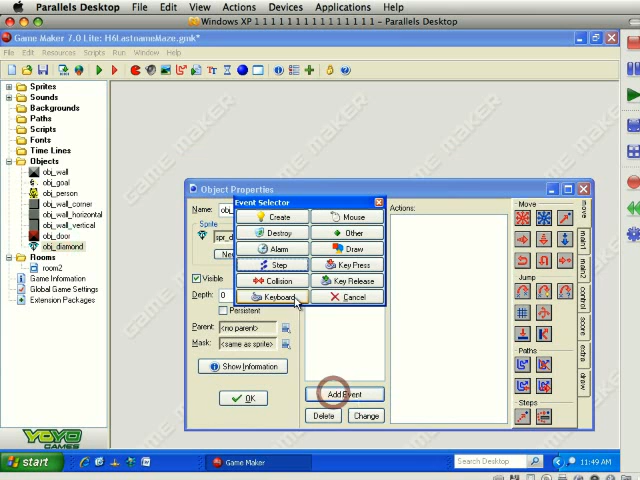 Parallels Desktop File Edit View Actions Devices Applications Help
Windows XP 1 1 1 1 1 1 1 1 1 1 1 1 1 1 1 - Parallels Desktop
Game Maker 7.0 Lite: H6LastnameMaze.gmk*
File Edit Resources Scripts Run Window Help
Sprites
Sounds
Backgrounds
Paths
Scripts
Fonts
Time Lines
Objects
obj_wall
obj_goal
obj_person
obj_wall_corner
obj_wall_horizontal
obj_wall_vertical
obj_door
obj_diamond
Rooms
room2
Game Information
Global Game Settings
Extension Packages
YOYO
GAMES
GAME MAKER
Object Properties
Name: obj_
Sprite
spr_d
Ne
Visible
Depth: 0
Persistent
Parent: <no parent>
Mask: <same as sprite>
Show Information
OK
Event Selector
Create Mouse
Destroy Other
Alarm Draw
Step Key Press
Collision Key Release
Keyboard Cancel
Add Event
Delete Change
Actions:
Move
Jump
Paths
Steps
move
main1
main2
control
score
extra
draw
start
Game Maker
Search Desktop
11:49 AM